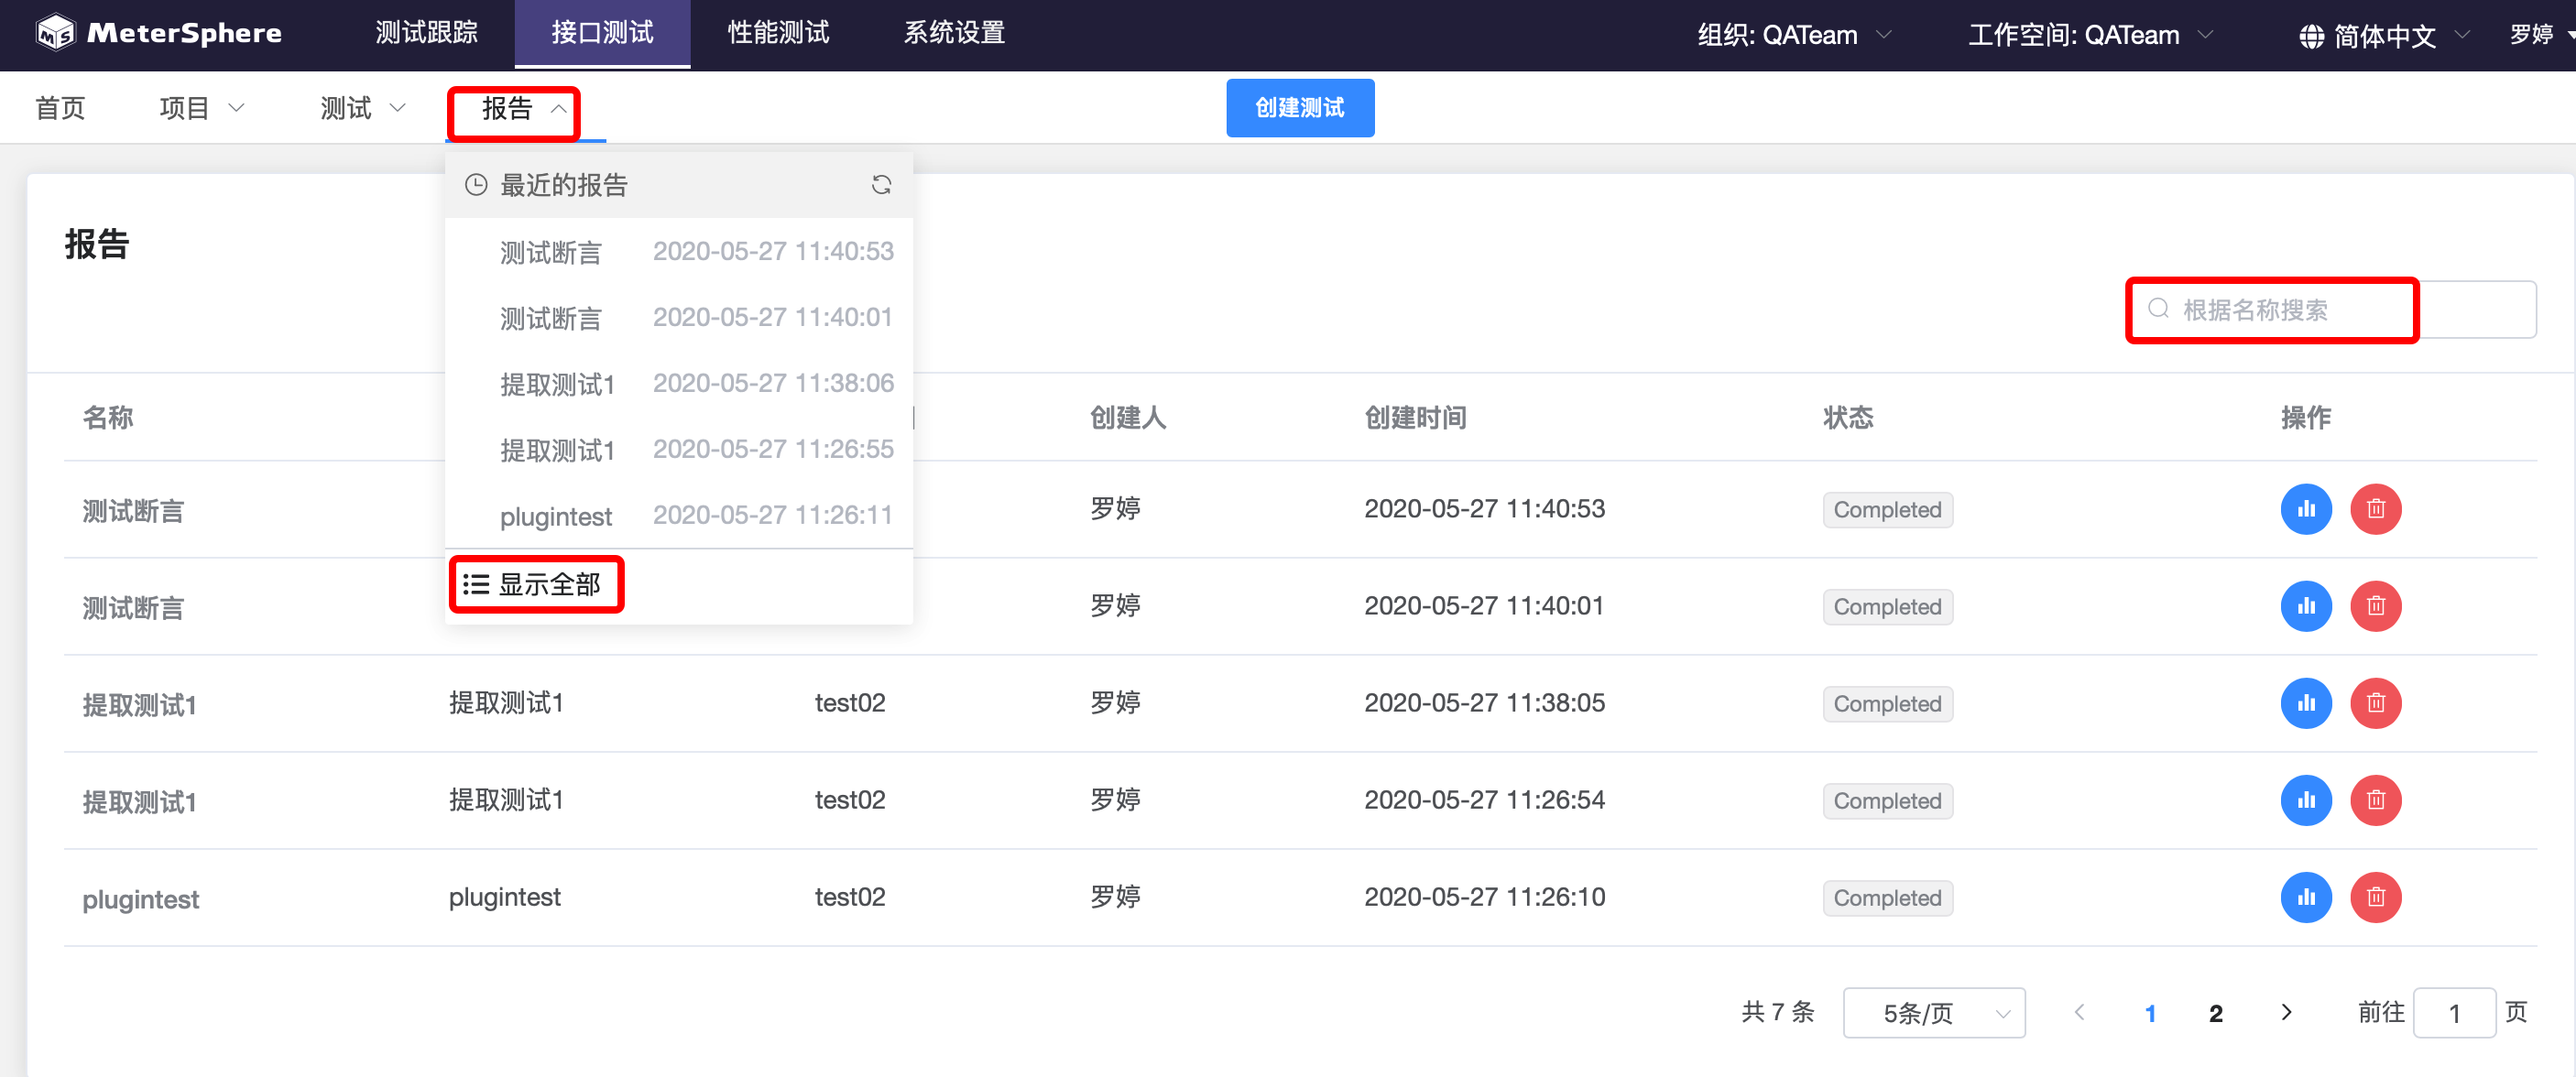 MeterSphere 测试跟踪 接口测试 性能测试 系统设置 组织: QATeam 工作空间: QATeam 简体中文 罗婷
首页 项目 测试 报告 创建测试
最近的报告
测试断言 2020-05-27 11:40:53
测试断言 2020-05-27 11:40:01
提取测试1 2020-05-27 11:38:06
提取测试1 2020-05-27 11:26:55
plugintest 2020-05-27 11:26:11
显示全部
报告
根据名称搜索
名称 创建人 创建时间 状态 操作
测试断言 罗婷 2020-05-27 11:40:53 Completed
测试断言 罗婷 2020-05-27 11:40:01 Completed
提取测试1 提取测试1 test02 罗婷 2020-05-27 11:38:05 Completed
提取测试1 提取测试1 test02 罗婷 2020-05-27 11:26:54 Completed
plugintest plugintest test02 罗婷 2020-05-27 11:26:10 Completed
共 7 条 5条/页 1 2 前往 1 页